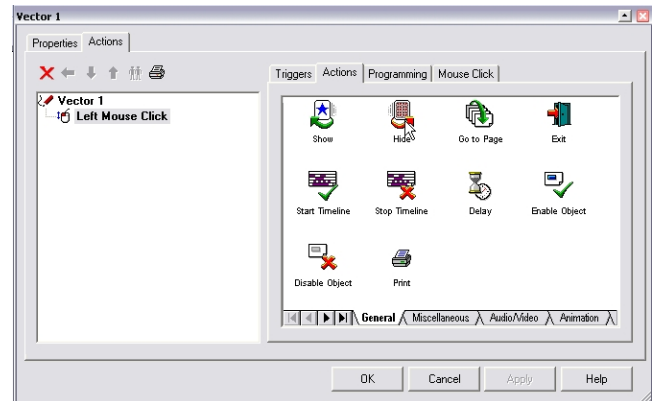 Vector 1
Properties Actions
Triggers Actions Programming Mouse Click
Vector 1
Left Mouse Click
Show Hide Go to Page Exit
Start Timeline Stop Timeline Delay Enable Object
Disable Object Print
General Miscellaneous Audio/Video Animation
OK Cancel Apply Help